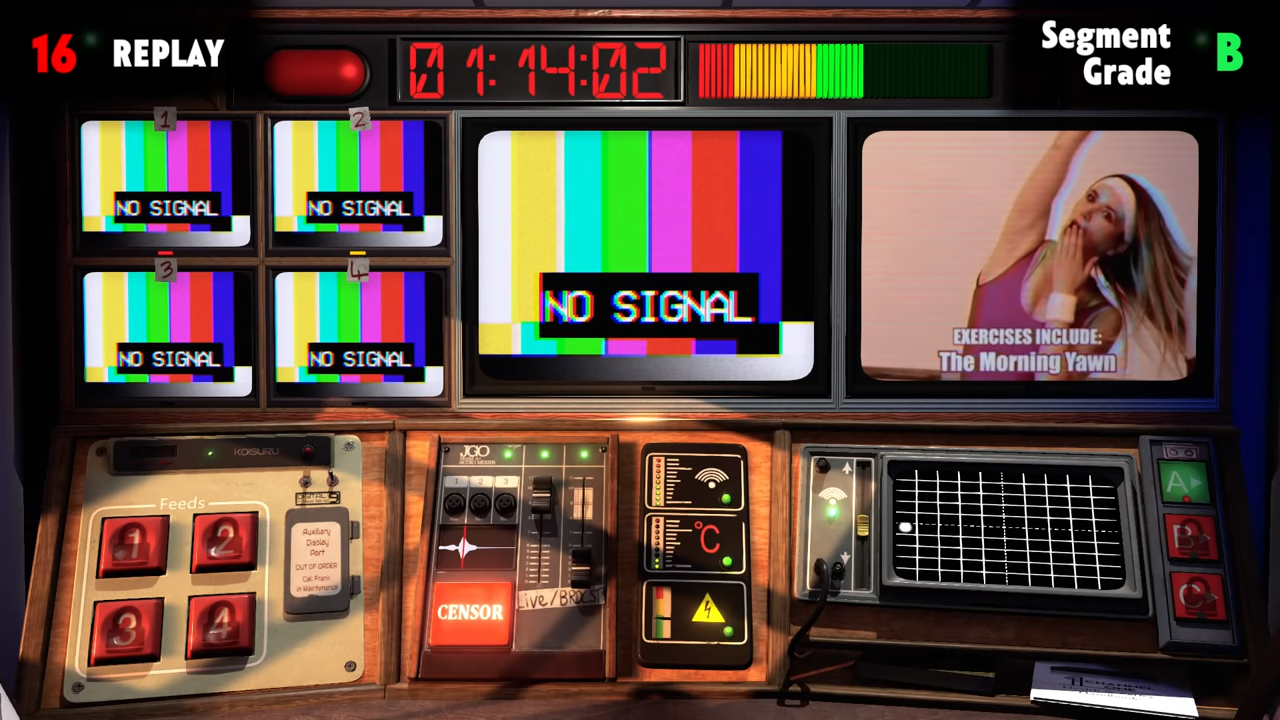 16 REPLAY
01:14:02
Segment
Grade
B
1
2
NO SIGNAL
NO SIGNAL
3
4
NO SIGNAL
NO SIGNAL
NO SIGNAL
EXERCISES INCLUDE:
The Morning Yawn
KOISURU
Feeds
1
2
3
4
Auxiliary
Display
Port
OUT OF ORDER
Call Frank
in Maintenance
JGO
1 2 3
CENSOR
Live/BRDCST
°C
A
B
C
CHANNEL